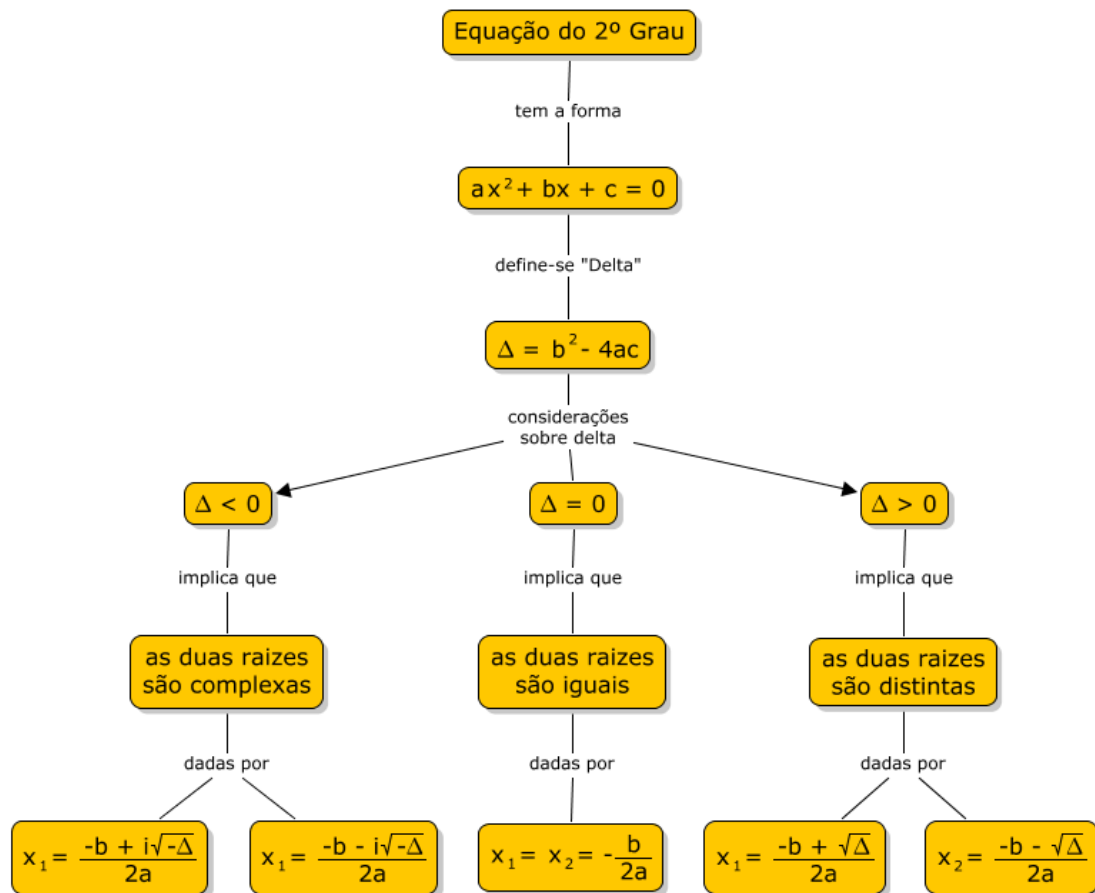 Equação do 2º Grau
tem a forma
ax² + bx + c = 0
define-se "Delta"
Δ = b² - 4ac
considerações
sobre delta
Δ < 0
Δ = 0
Δ > 0
implica que
implica que
implica que
as duas raizes
são complexas
as duas raizes
são iguais
as duas raizes
são distintas
dadas por
dadas por
dadas por
x₁ = (-b + i√-Δ)/2a
x₁ = (-b - i√-Δ)/2a
x₁ = x₂ = -b/2a
x₁ = (-b + √Δ)/2a
x₂ = (-b - √Δ)/2a